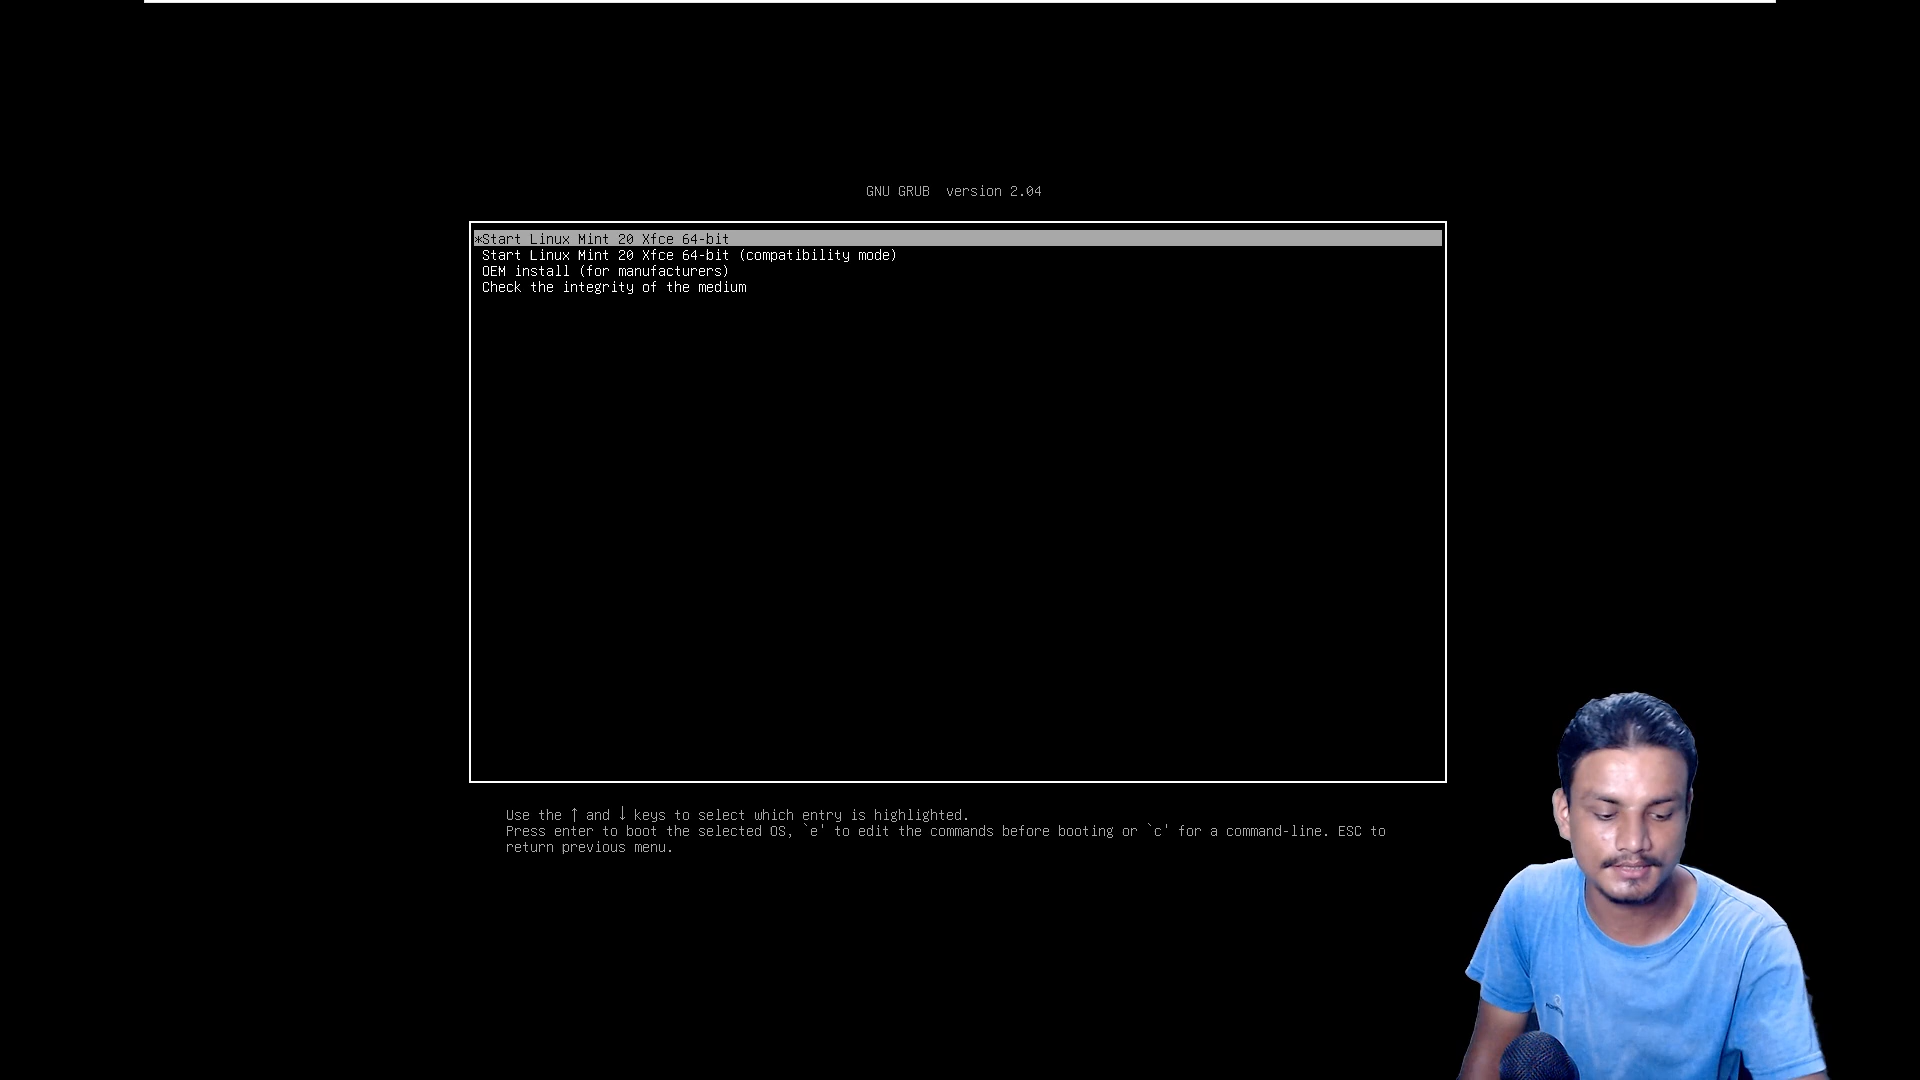 GNU GRUB  version 2.04
*Start Linux Mint 20 Xfce 64-bit
Start Linux Mint 20 Xfce 64-bit (compatibility mode)
OEM install (for manufacturers)
Check the integrity of the medium
Use the ↑ and ↓ keys to select which entry is highlighted.
Press enter to boot the selected OS, `e' to edit the commands before booting or `c' for a command-line. ESC to
return previous menu.